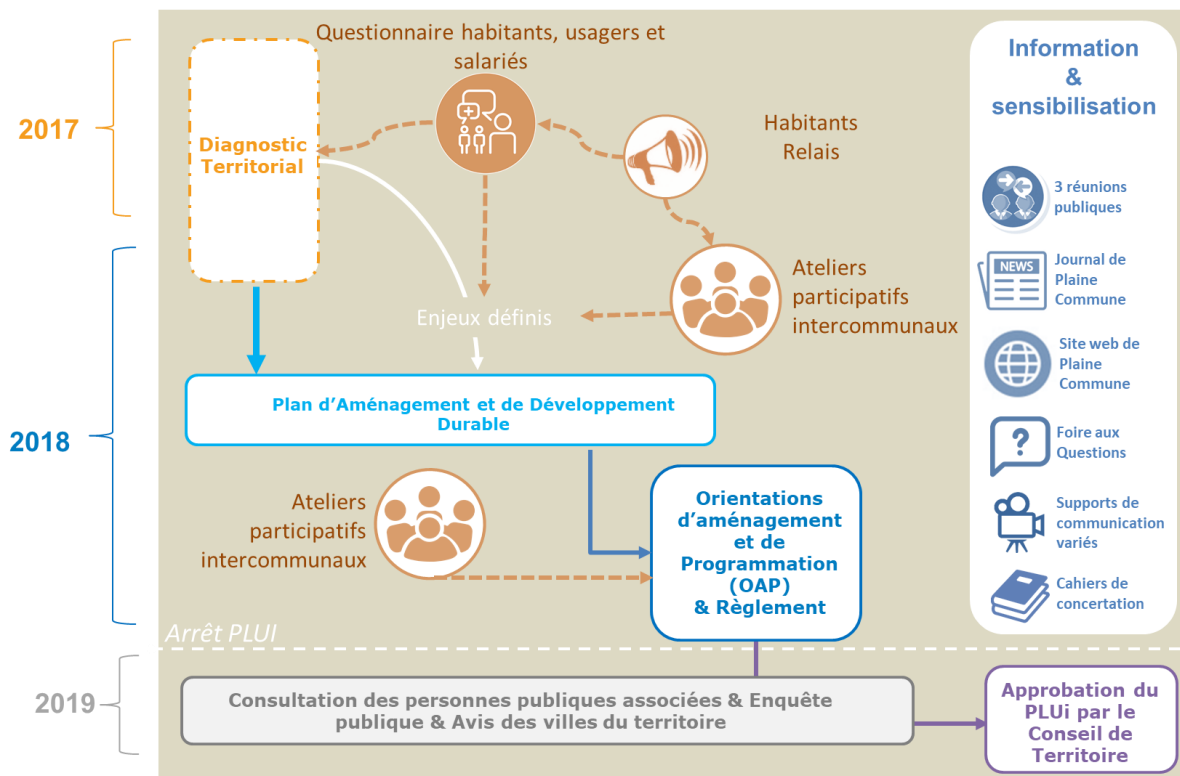 2017
2018
2019
Questionnaire habitants, usagers et
salariés
Diagnostic
Territorial
Habitants
Relais
Ateliers
participatifs
intercommunaux
Enjeux définis
Plan d’Aménagement et de Développement
Durable
Ateliers
participatifs
intercommunaux
Orientations
d’aménagement
et de
Programmation
(OAP)
& Règlement
Arrêt PLUI
Consultation des personnes publiques associées & Enquête
publique & Avis des villes du territoire
Approbation du
PLUi par le
Conseil de
Territoire
Information
&
sensibilisation
3 réunions
publiques
NEWS
Journal de
Plaine
Commune
Site web de
Plaine
Commune
?
Foire aux
Questions
Supports de
communication
variés
Cahiers de
concertation